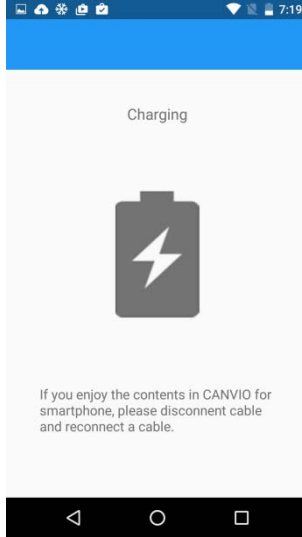 7:19
Charging
If you enjoy the contents in CANVIO for
smartphone, please disconnent cable
and reconnect a cable.